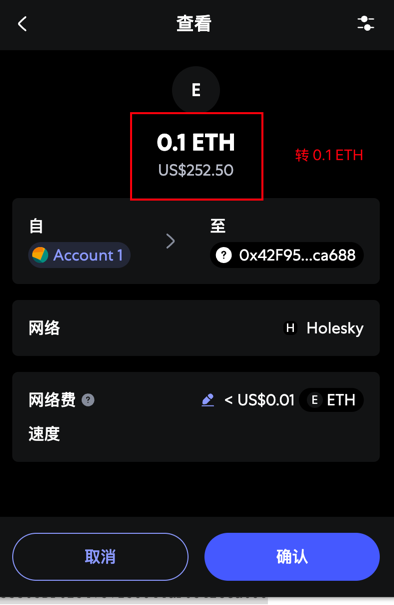 查看
E
0.1 ETH
US$252.50
转 0.1 ETH
自
至
Account 1
? 0x42F95...ca688
网络
H Holesky
网络费 ?
< US$0.01 E ETH
速度
取消
确认